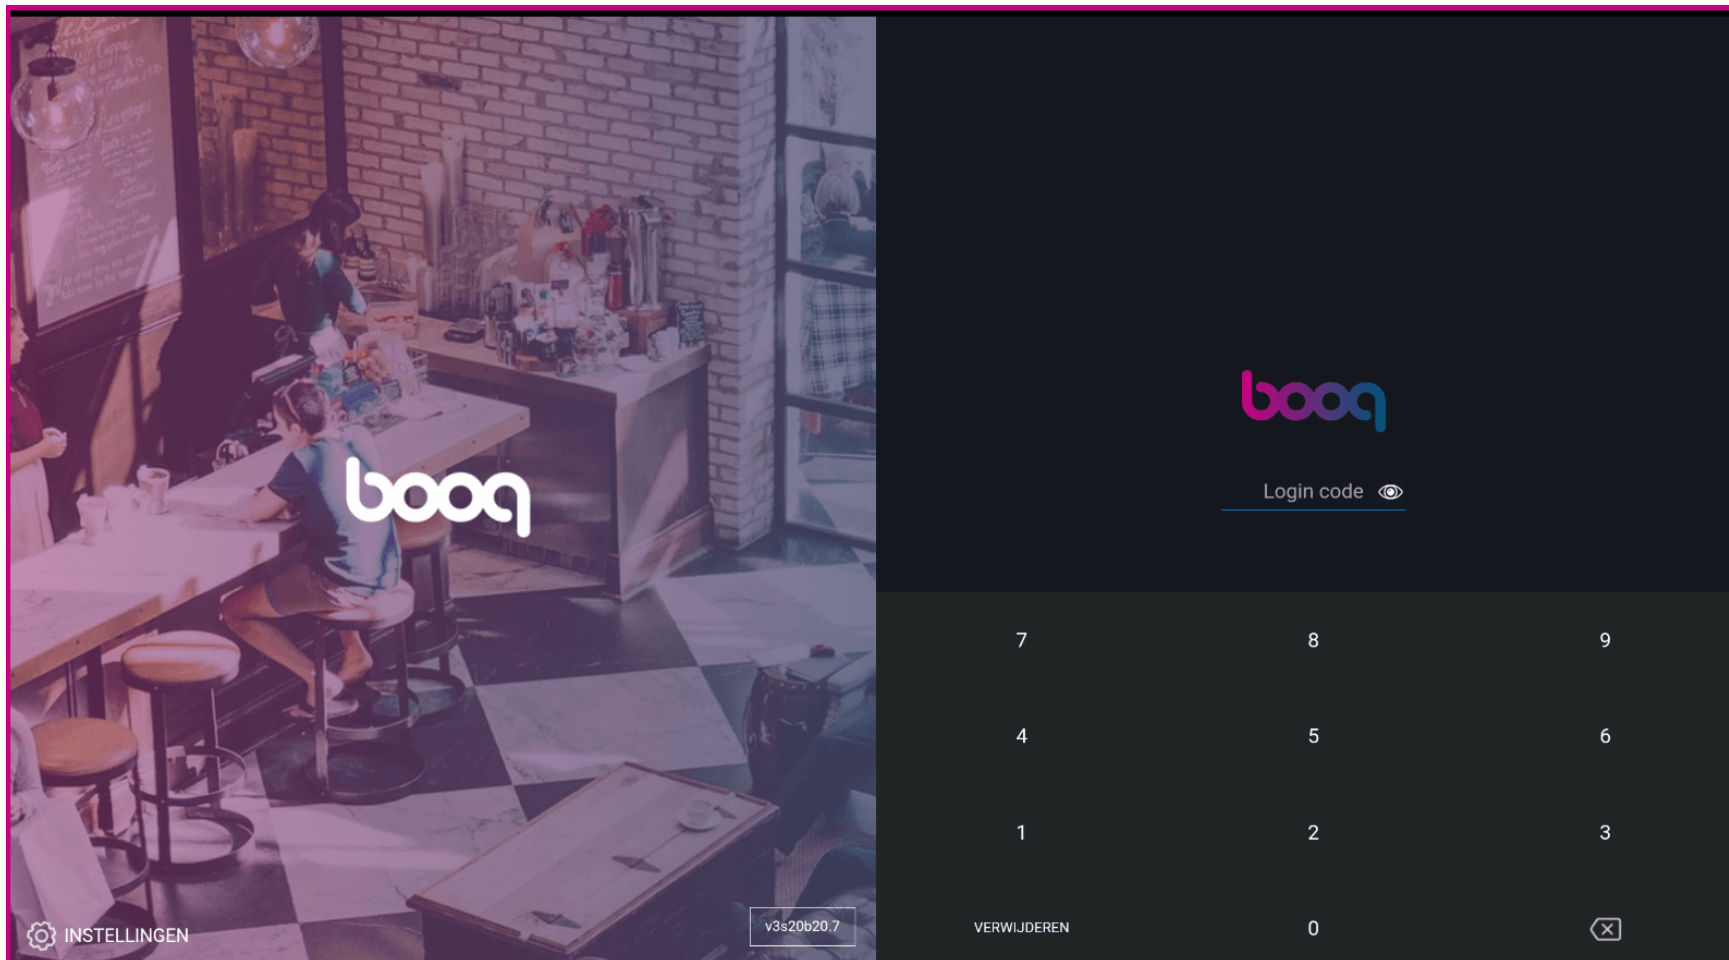 booq
INSTELLINGEN
v3s20b20.7
booq
Login code
7 8 9
4 5 6
1 2 3
VERWIJDEREN 0